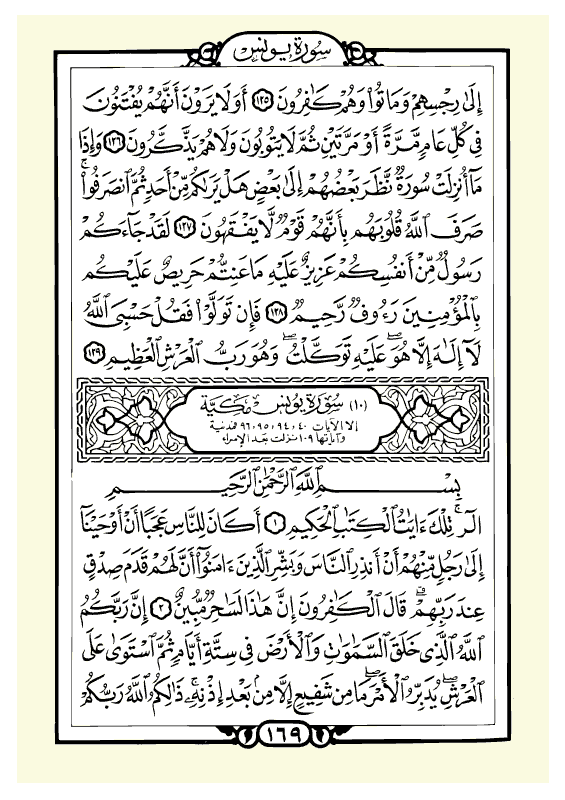 سورة يونس
إِلَىٰ رِجْسِهِمْ وَمَاتُوا۟ وَهُمْ كَٰفِرُونَ ١٢٥ أَوَلَا يَرَوْنَ أَنَّهُمْ يُفْتَنُونَ
فِى كُلِّ عَامٍ مَّرَّةً أَوْ مَرَّتَيْنِ ثُمَّ لَا يَتُوبُونَ وَلَا هُمْ يَذَّكَّرُونَ ١٢٦ وَإِذَا
مَآ أُنزِلَتْ سُورَةٌ نَّظَرَ بَعْضُهُمْ إِلَىٰ بَعْضٍ هَلْ يَرَىٰكُم مِّنْ أَحَدٍ ثُمَّ ٱنصَرَفُوا۟ ۚ
صَرَفَ ٱللَّهُ قُلُوبَهُم بِأَنَّهُمْ قَوْمٌ لَّا يَفْقَهُونَ ١٢٧ لَقَدْ جَآءَكُمْ
رَسُولٌ مِّنْ أَنفُسِكُمْ عَزِيزٌ عَلَيْهِ مَا عَنِتُّمْ حَرِيصٌ عَلَيْكُم
بِٱلْمُؤْمِنِينَ رَءُوفٌ رَّحِيمٌ ١٢٨ فَإِن تَوَلَّوْا۟ فَقُلْ حَسْبِىَ ٱللَّهُ
لَآ إِلَٰهَ إِلَّا هُوَ ۖ عَلَيْهِ تَوَكَّلْتُ ۖ وَهُوَ رَبُّ ٱلْعَرْشِ ٱلْعَظِيمِ ١٢٩
(١٠) سُورَةُ يُونُسَ مَكِيَّة
إلا الآيات ٤٠، ٩٤، ٩٥، ٩٦ فمدنية
وآياتها ١٠٩ نزلت بعد الإسراء
بِسْمِ ٱللَّهِ ٱلرَّحْمَٰنِ ٱلرَّحِيمِ
الٓر ۚ تِلْكَ ءَايَٰتُ ٱلْكِتَٰبِ ٱلْحَكِيمِ ١ أَكَانَ لِلنَّاسِ عَجَبًا أَنْ أَوْحَيْنَآ
إِلَىٰ رَجُلٍ مِّنْهُمْ أَنْ أَنذِرِ ٱلنَّاسَ وَبَشِّرِ ٱلَّذِينَ ءَامَنُوٓا۟ أَنَّ لَهُمْ قَدَمَ صِدْقٍ
عِندَ رَبِّهِمْ ۗ قَالَ ٱلْكَٰفِرُونَ إِنَّ هَٰذَا لَسَٰحِرٌ مُّبِينٌ ٢ إِنَّ رَبَّكُمُ
ٱللَّهُ ٱلَّذِى خَلَقَ ٱلسَّمَٰوَٰتِ وَٱلْأَرْضَ فِى سِتَّةِ أَيَّامٍ ثُمَّ ٱسْتَوَىٰ عَلَى
ٱلْعَرْشِ ۖ يُدَبِّرُ ٱلْأَمْرَ ۖ مَا مِن شَفِيعٍ إِلَّا مِنۢ بَعْدِ إِذْنِهِۦ ۚ ذَٰلِكُمُ ٱللَّهُ رَبُّكُمْ
١٦٩